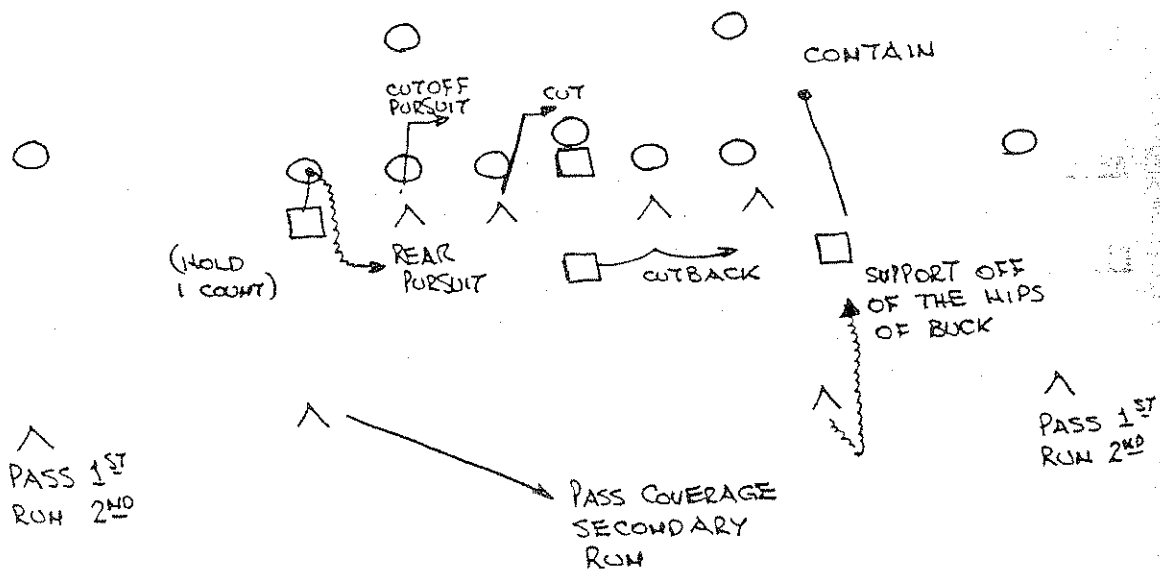 CONTAIN
CUTOFF
PURSUIT
CUT
(HOLD
1 COUNT)
REAR
PURSUIT
CUTBACK
SUPPORT OFF
OF THE HIPS
OF BUCK
PASS 1ST
RUN 2ND
PASS 1ST
RUN 2ND
PASS COVERAGE
SECONDARY
RUN